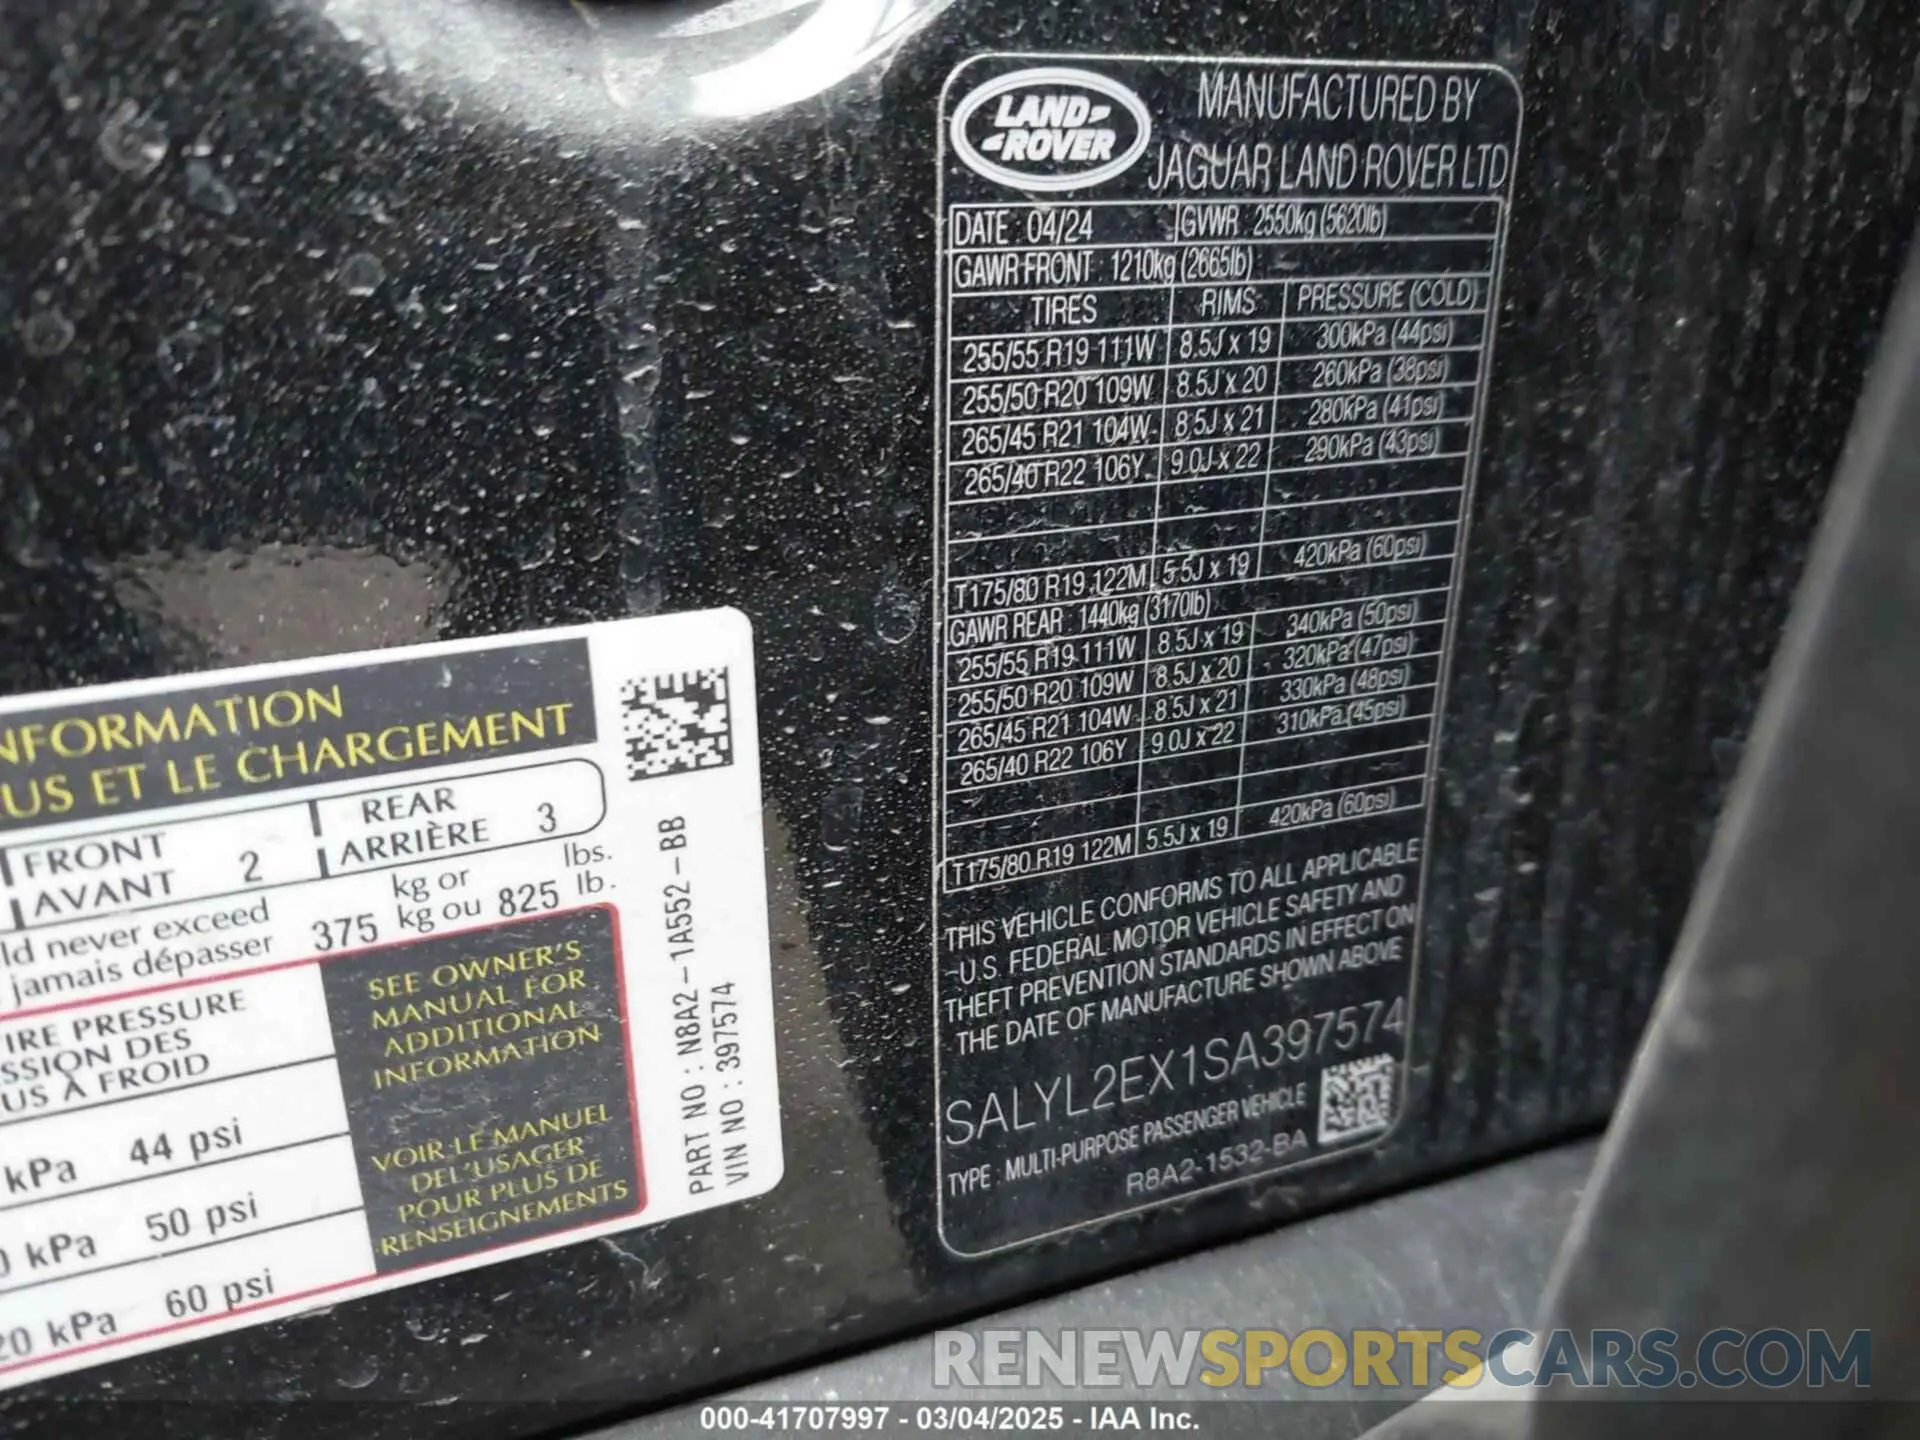 NFORMATION
US ET LE CHARGEMENT
FRONT
AVANT 2
REAR
ARRIÈRE 3
ld never exceed 375 kg or 825 lbs.
jamais dépasser kg ou lb.
IRE PRESSURE
SSION DES
US À FROID
kPa 44 psi
0 kPa 50 psi
20 kPa 60 psi
SEE OWNER'S
MANUAL FOR
ADDITIONAL
INFORMATION
VOIR LE MANUEL
DE L'USAGER
POUR PLUS DE
RENSEIGNEMENTS
PART NO : N8A2-1A552-BB
VIN NO : 397574
LAND-
-ROVER
MANUFACTURED BY
JAGUAR LAND ROVER LTD
DATE : 04/24 GVWR : 2550kg (5620lb)
GAWR FRONT : 1210kg (2665lb)
TIRES RIMS PRESSURE (COLD)
255/55 R19 111W 8.5J x 19 300kPa (44psi)
255/50 R20 109W 8.5J x 20 260kPa (38psi)
265/45 R21 104W 8.5J x 21 280kPa (41psi)
265/40 R22 106Y 9.0J x 22 290kPa (43psi)
T175/80 R19 122M 5.5J x 19 420kPa (60psi)
GAWR REAR : 1440kg (3170lb)
255/55 R19 111W 8.5J x 19 340kPa (50psi)
255/50 R20 109W 8.5J x 20 320kPa (47psi)
265/45 R21 104W 8.5J x 21 330kPa (48psi)
265/40 R22 106Y 9.0J x 22 310kPa (45psi)
T175/80 R19 122M 5.5J x 19 420kPa (60psi)
THIS VEHICLE CONFORMS TO ALL APPLICABLE
U.S. FEDERAL MOTOR VEHICLE SAFETY AND
THEFT PREVENTION STANDARDS IN EFFECT ON
THE DATE OF MANUFACTURE SHOWN ABOVE
SALYL2EX1SA397574
TYPE : MULTI-PURPOSE PASSENGER VEHICLE
R8A2-1532-BA
RENEWSPORTSCARS.COM
000-41707997 - 03/04/2025 - IAA Inc.